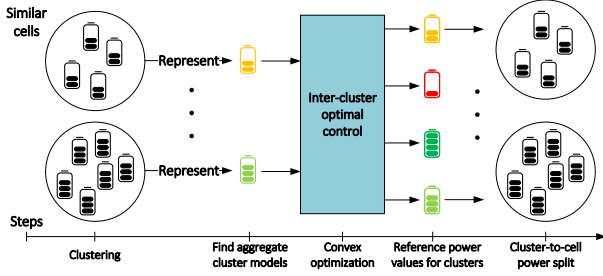 Similar
cells
Represent
Represent
Inter-cluster
optimal
control
Steps
Clustering
Find aggregate
cluster models
Convex
optimization
Reference power
values for clusters
Cluster-to-cell
power split